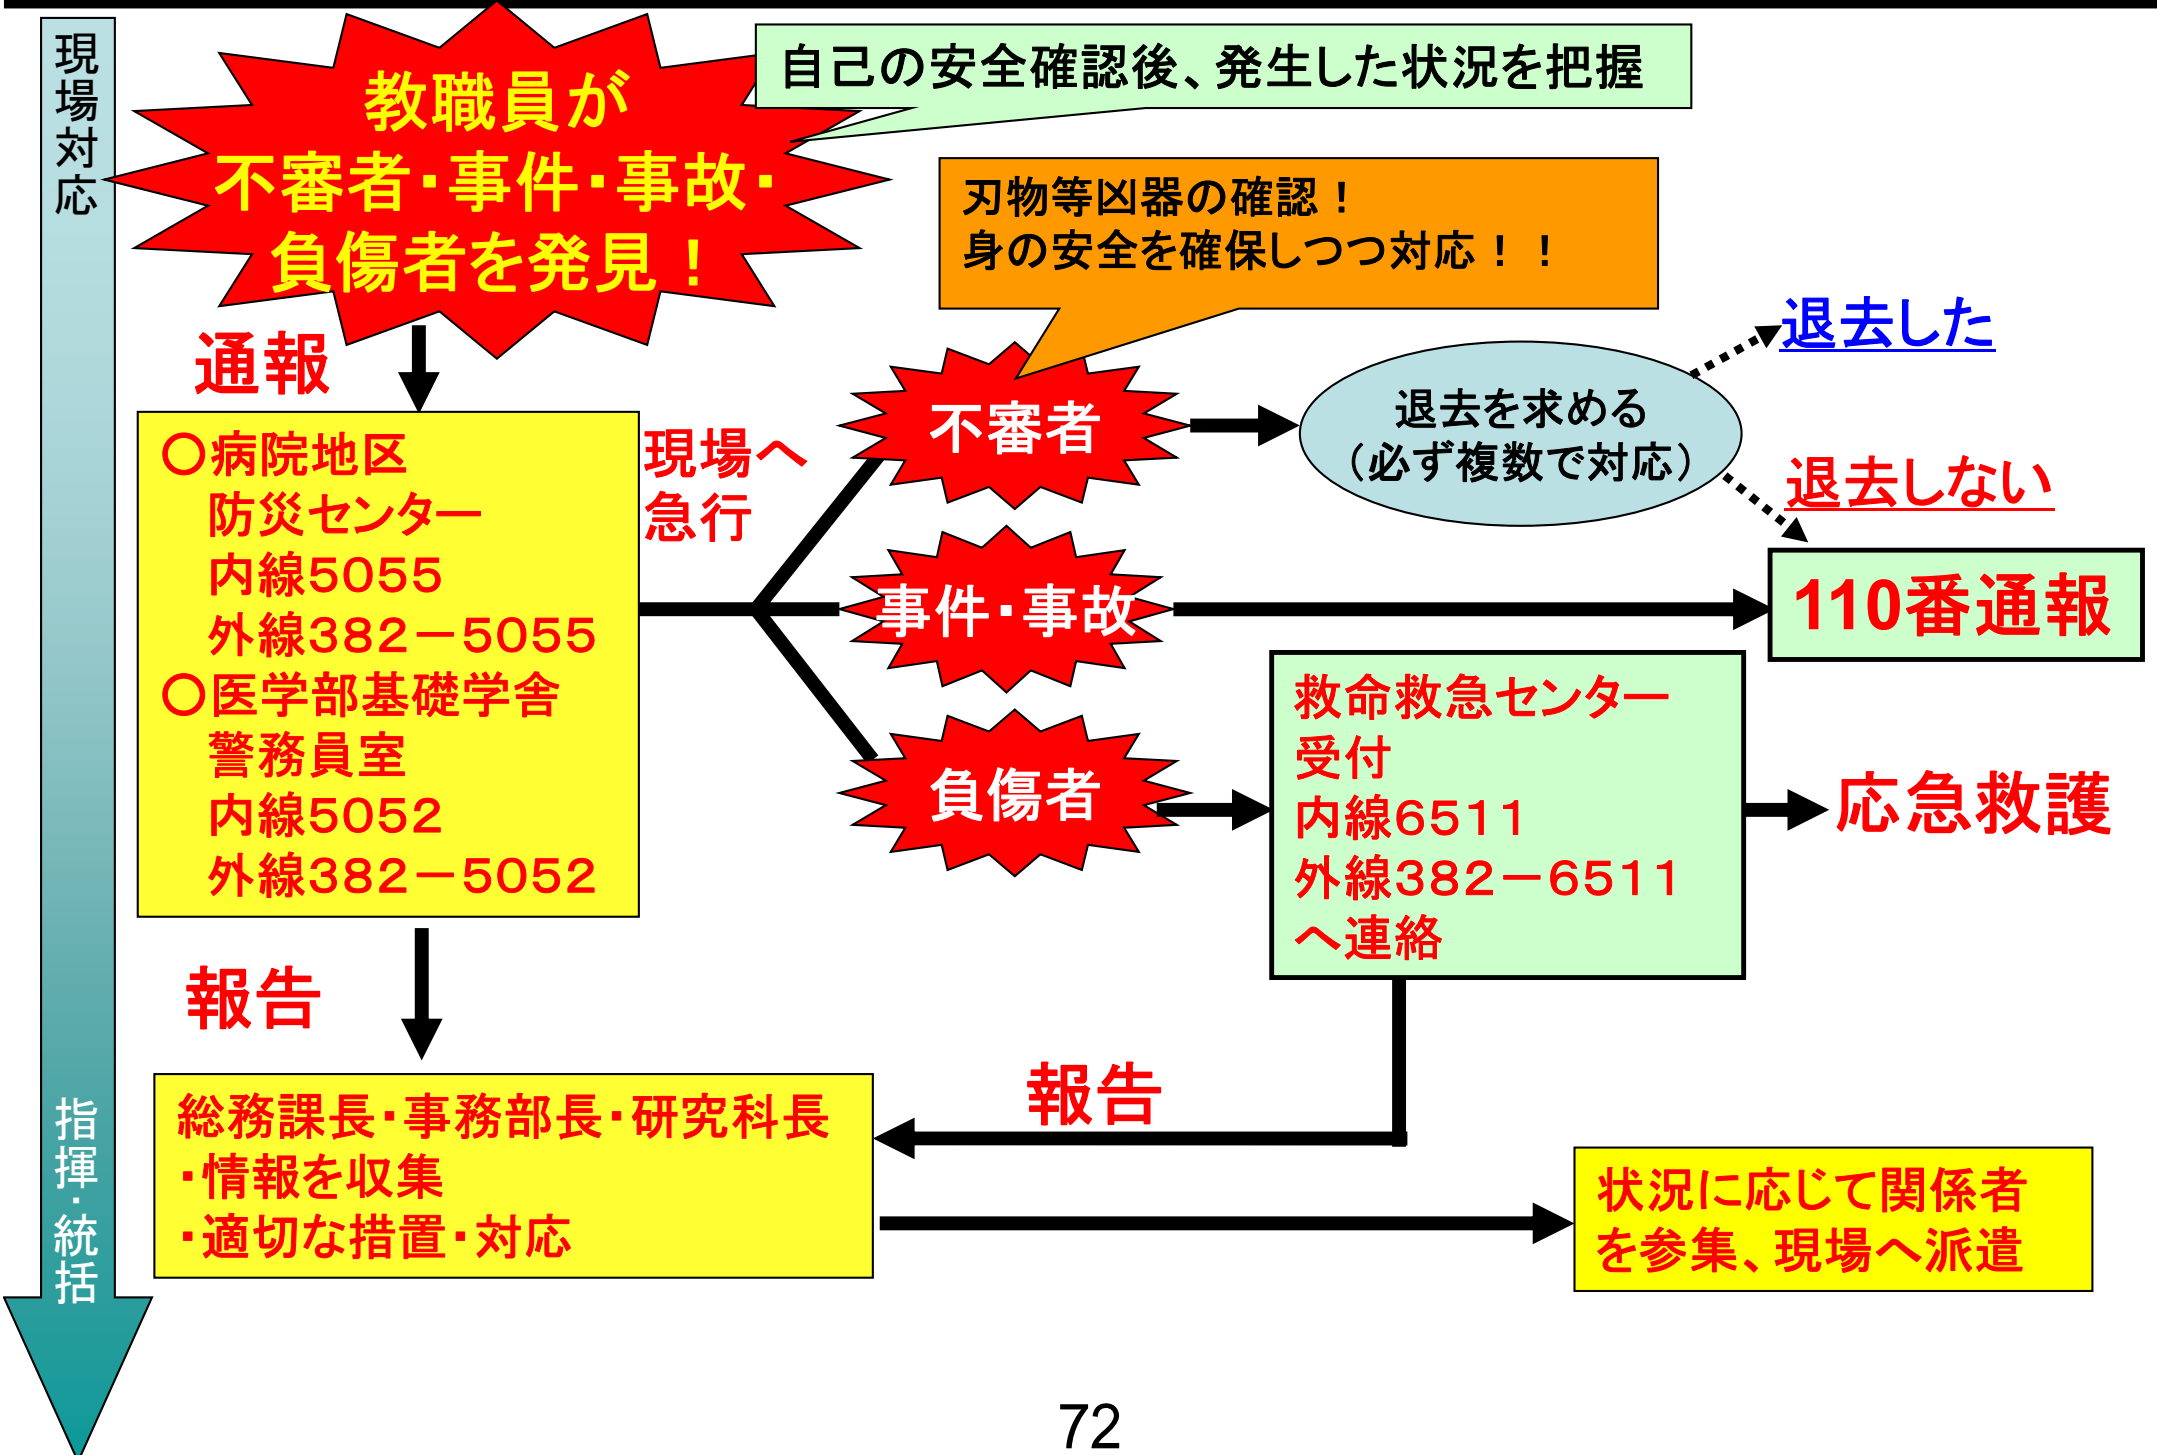 現場対応
教職員が
不審者・事件・事故・
負傷者を発見！
自己の安全確認後、発生した状況を把握
刃物等凶器の確認！
身の安全を確保しつつ対応！！
通報
○病院地区
防災センター
内線５０５５
外線３８２－５０５５
○医学部基礎学舎
警務員室
内線５０５２
外線３８２－５０５２
現場へ
急行
不審者
退去を求める
（必ず複数で対応）
退去した
退去しない
事件・事故
110番通報
負傷者
救命救急センター
受付
内線６５１１
外線３８２－６５１１
へ連絡
応急救護
報告
報告
総務課長・事務部長・研究科長
・情報を収集
・適切な措置・対応
状況に応じて関係者
を参集、現場へ派遣
指揮・統括
72